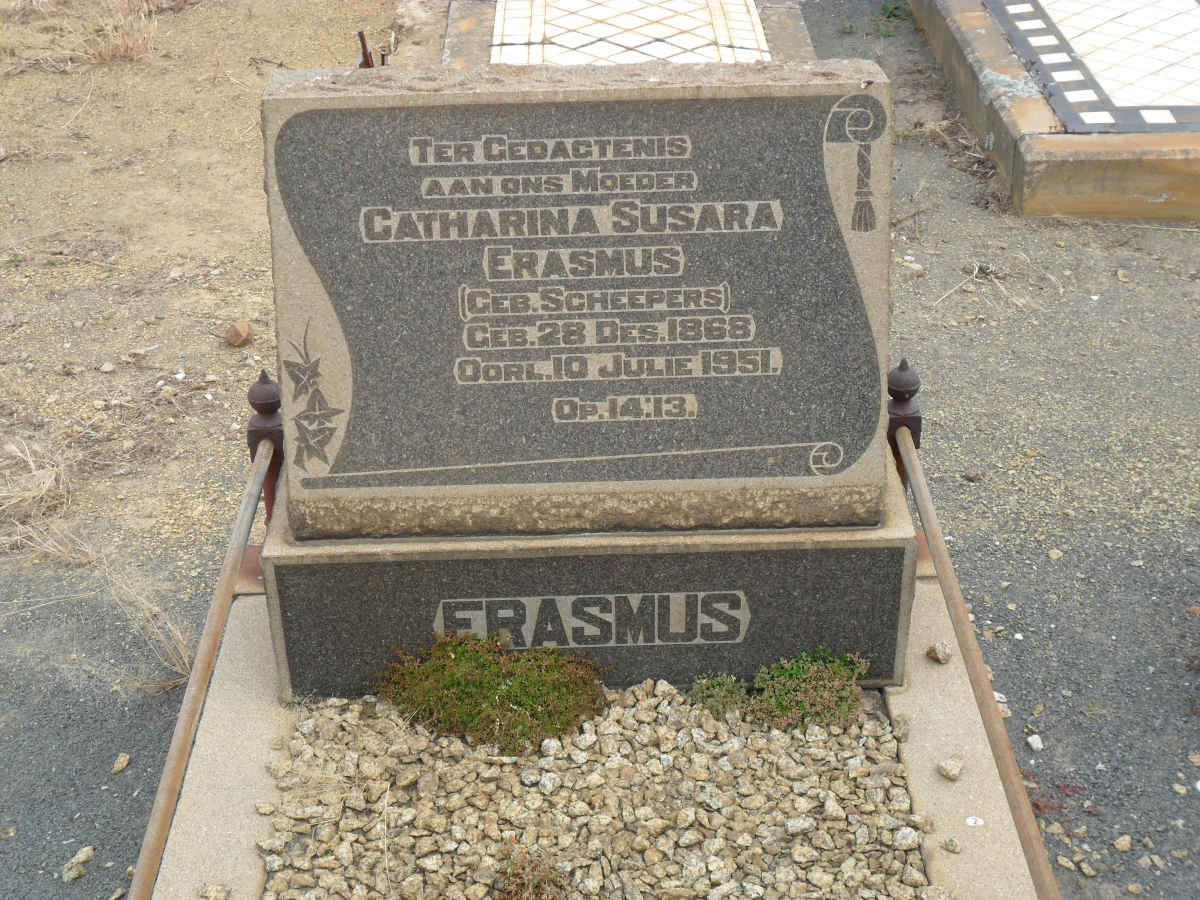 TER GEDACTENIS
AAN ONS MOEDER
CATHARINA SUSARA
ERASMUS
(GEB. SCHEEPERS)
GEB. 28 DES. 1868
OORL. 10 JULIE 1951.
OP. 14:13.
ERASMUS